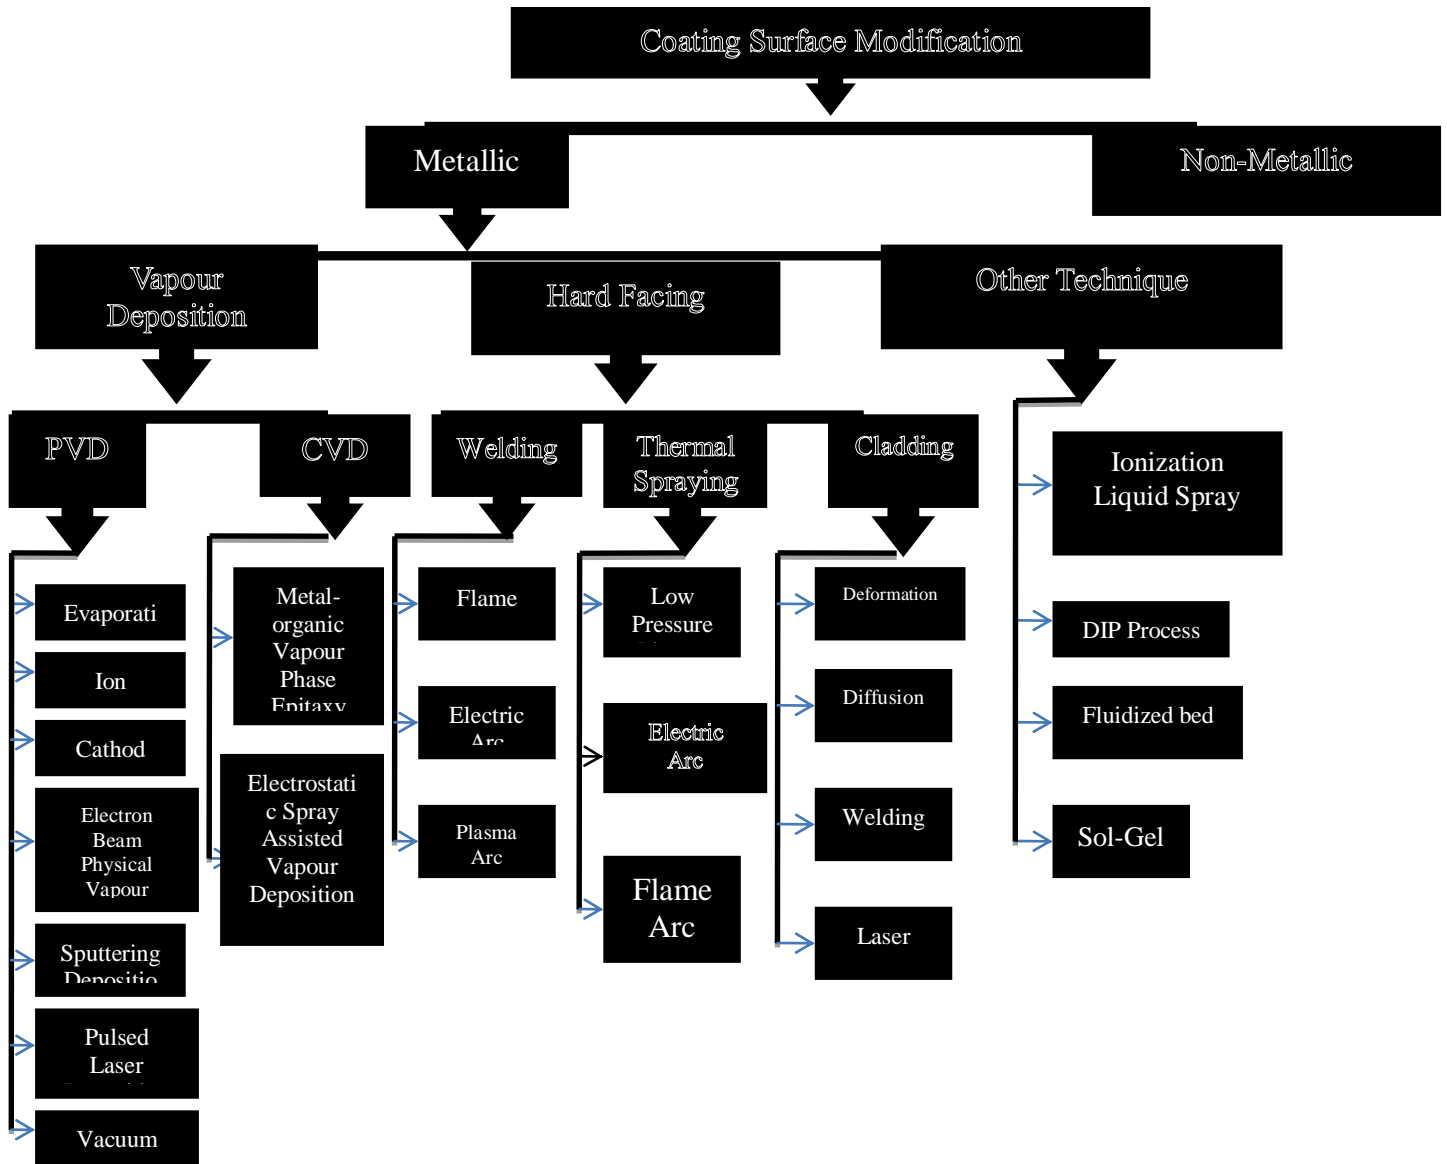 Coating Surface Modification
Metallic
Non-Metallic
Vapour
Deposition
Hard Facing
Other Technique
PVD
CVD
Welding
Thermal
Spraying
Cladding
Evaporati
Ion
Cathod
Electron
Beam
Physical
Vapour
Sputtering
Depositio
Pulsed
Laser
Vacuum
Metal-
organic
Vapour
Phase
Epitaxy
Electrostati
c Spray
Assisted
Vapour
Deposition
Flame
Electric
Arc
Plasma
Arc
Low
Pressure
Electric
Arc
Flame
Arc
Deformation
Diffusion
Welding
Laser
Ionization
Liquid Spray
DIP Process
Fluidized bed
Sol-Gel